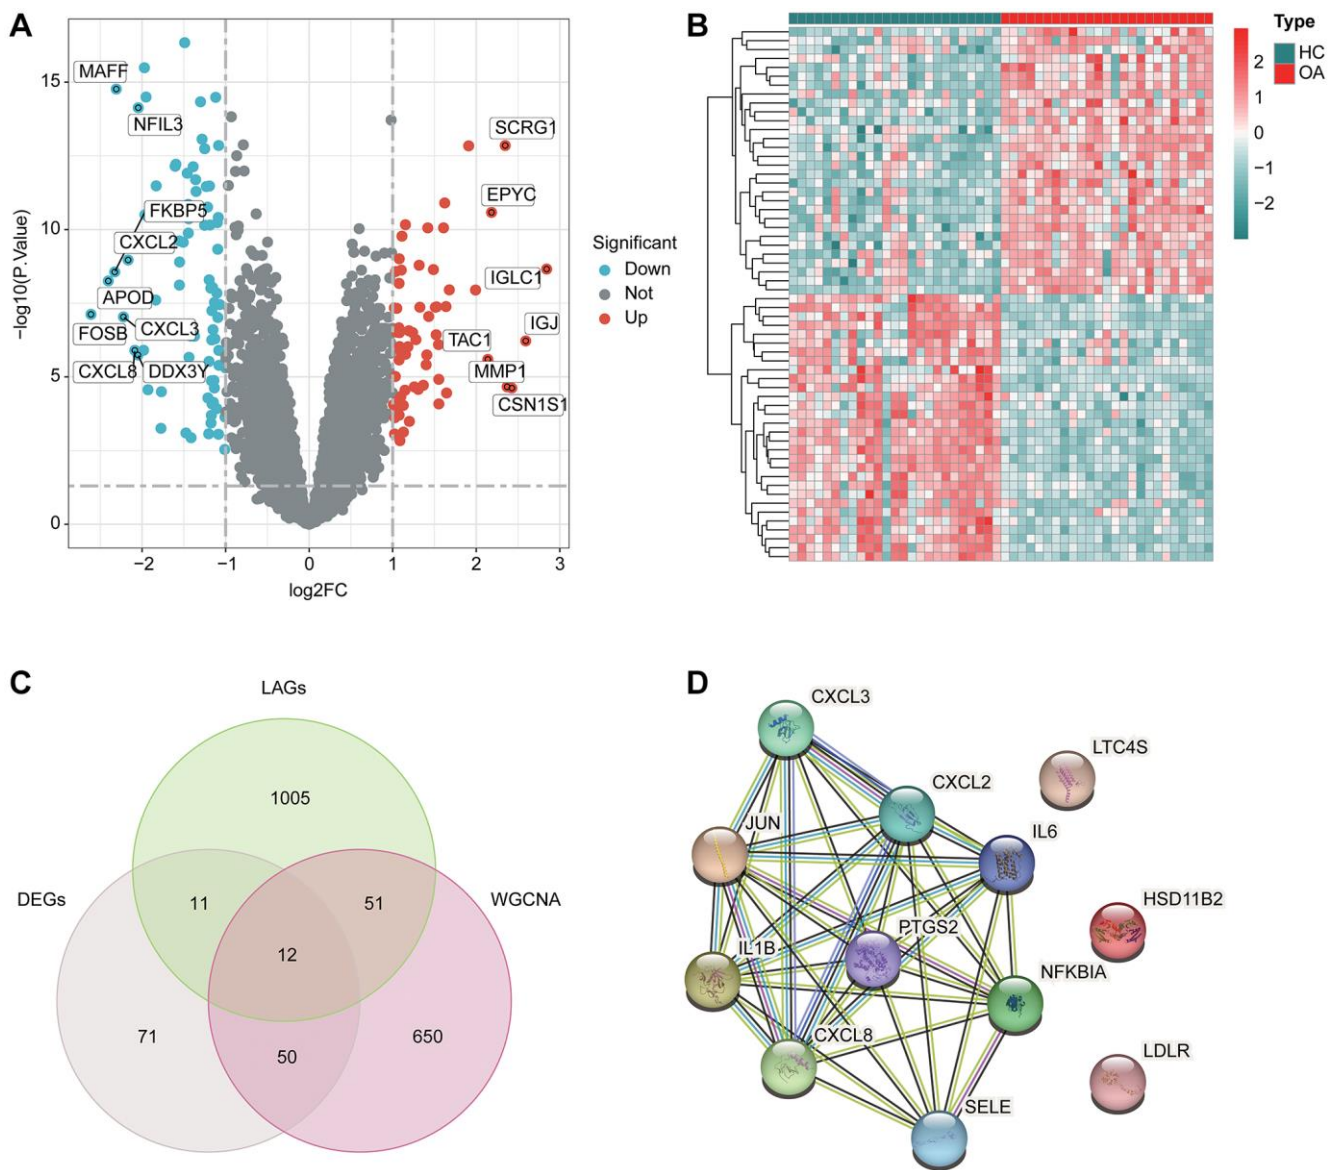 A
MAFF
NFIL3
SCRG1
EPYC
FKBP5
CXCL2
IGLC1
APOD
IGJ
FOSB
CXCL3
TAC1
MMP1
CXCL8
DDX3Y
CSN1S1
15
10
5
0
−2
−1
0
1
2
3
−log10(P.Value)
log2FC
Significant
Down
Not
Up
B
2
1
0
−1
−2
Type
HC
OA
C
LAGs
1005
DEGs
11
51
WGCNA
12
71
50
650
D
CXCL3
LTC4S
CXCL2
JUN
IL6
HSD11B2
PTGS2
IL1B
NFKBIA
CXCL8
LDLR
SELE